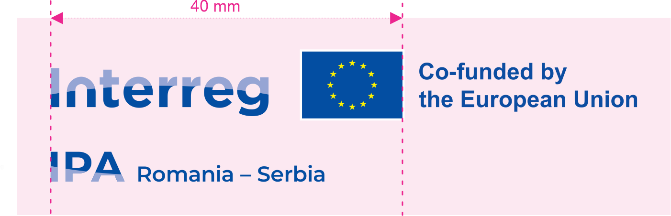 40 mm
Interreg
Co-funded by
the European Union
IPA Romania – Serbia